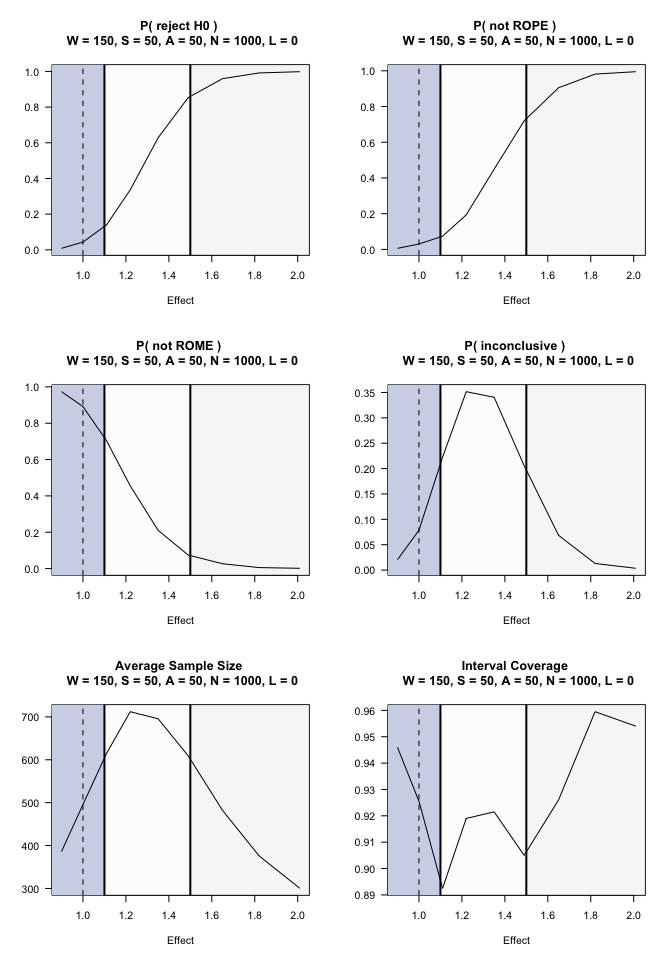 P( reject H0 )
W = 150, S = 50, A = 50, N = 1000, L = 0
1.0
0.8
0.6
0.4
0.2
0.0
1.0 1.2 1.4 1.6 1.8 2.0
Effect
P( not ROPE )
W = 150, S = 50, A = 50, N = 1000, L = 0
1.0
0.8
0.6
0.4
0.2
0.0
1.0 1.2 1.4 1.6 1.8 2.0
Effect
P( not ROME )
W = 150, S = 50, A = 50, N = 1000, L = 0
1.0
0.8
0.6
0.4
0.2
0.0
1.0 1.2 1.4 1.6 1.8 2.0
Effect
P( inconclusive )
W = 150, S = 50, A = 50, N = 1000, L = 0
0.35
0.30
0.25
0.20
0.15
0.10
0.05
0.00
1.0 1.2 1.4 1.6 1.8 2.0
Effect
Average Sample Size
W = 150, S = 50, A = 50, N = 1000, L = 0
700
600
500
400
300
1.0 1.2 1.4 1.6 1.8 2.0
Effect
Interval Coverage
W = 150, S = 50, A = 50, N = 1000, L = 0
0.96
0.95
0.94
0.93
0.92
0.91
0.90
0.89
1.0 1.2 1.4 1.6 1.8 2.0
Effect